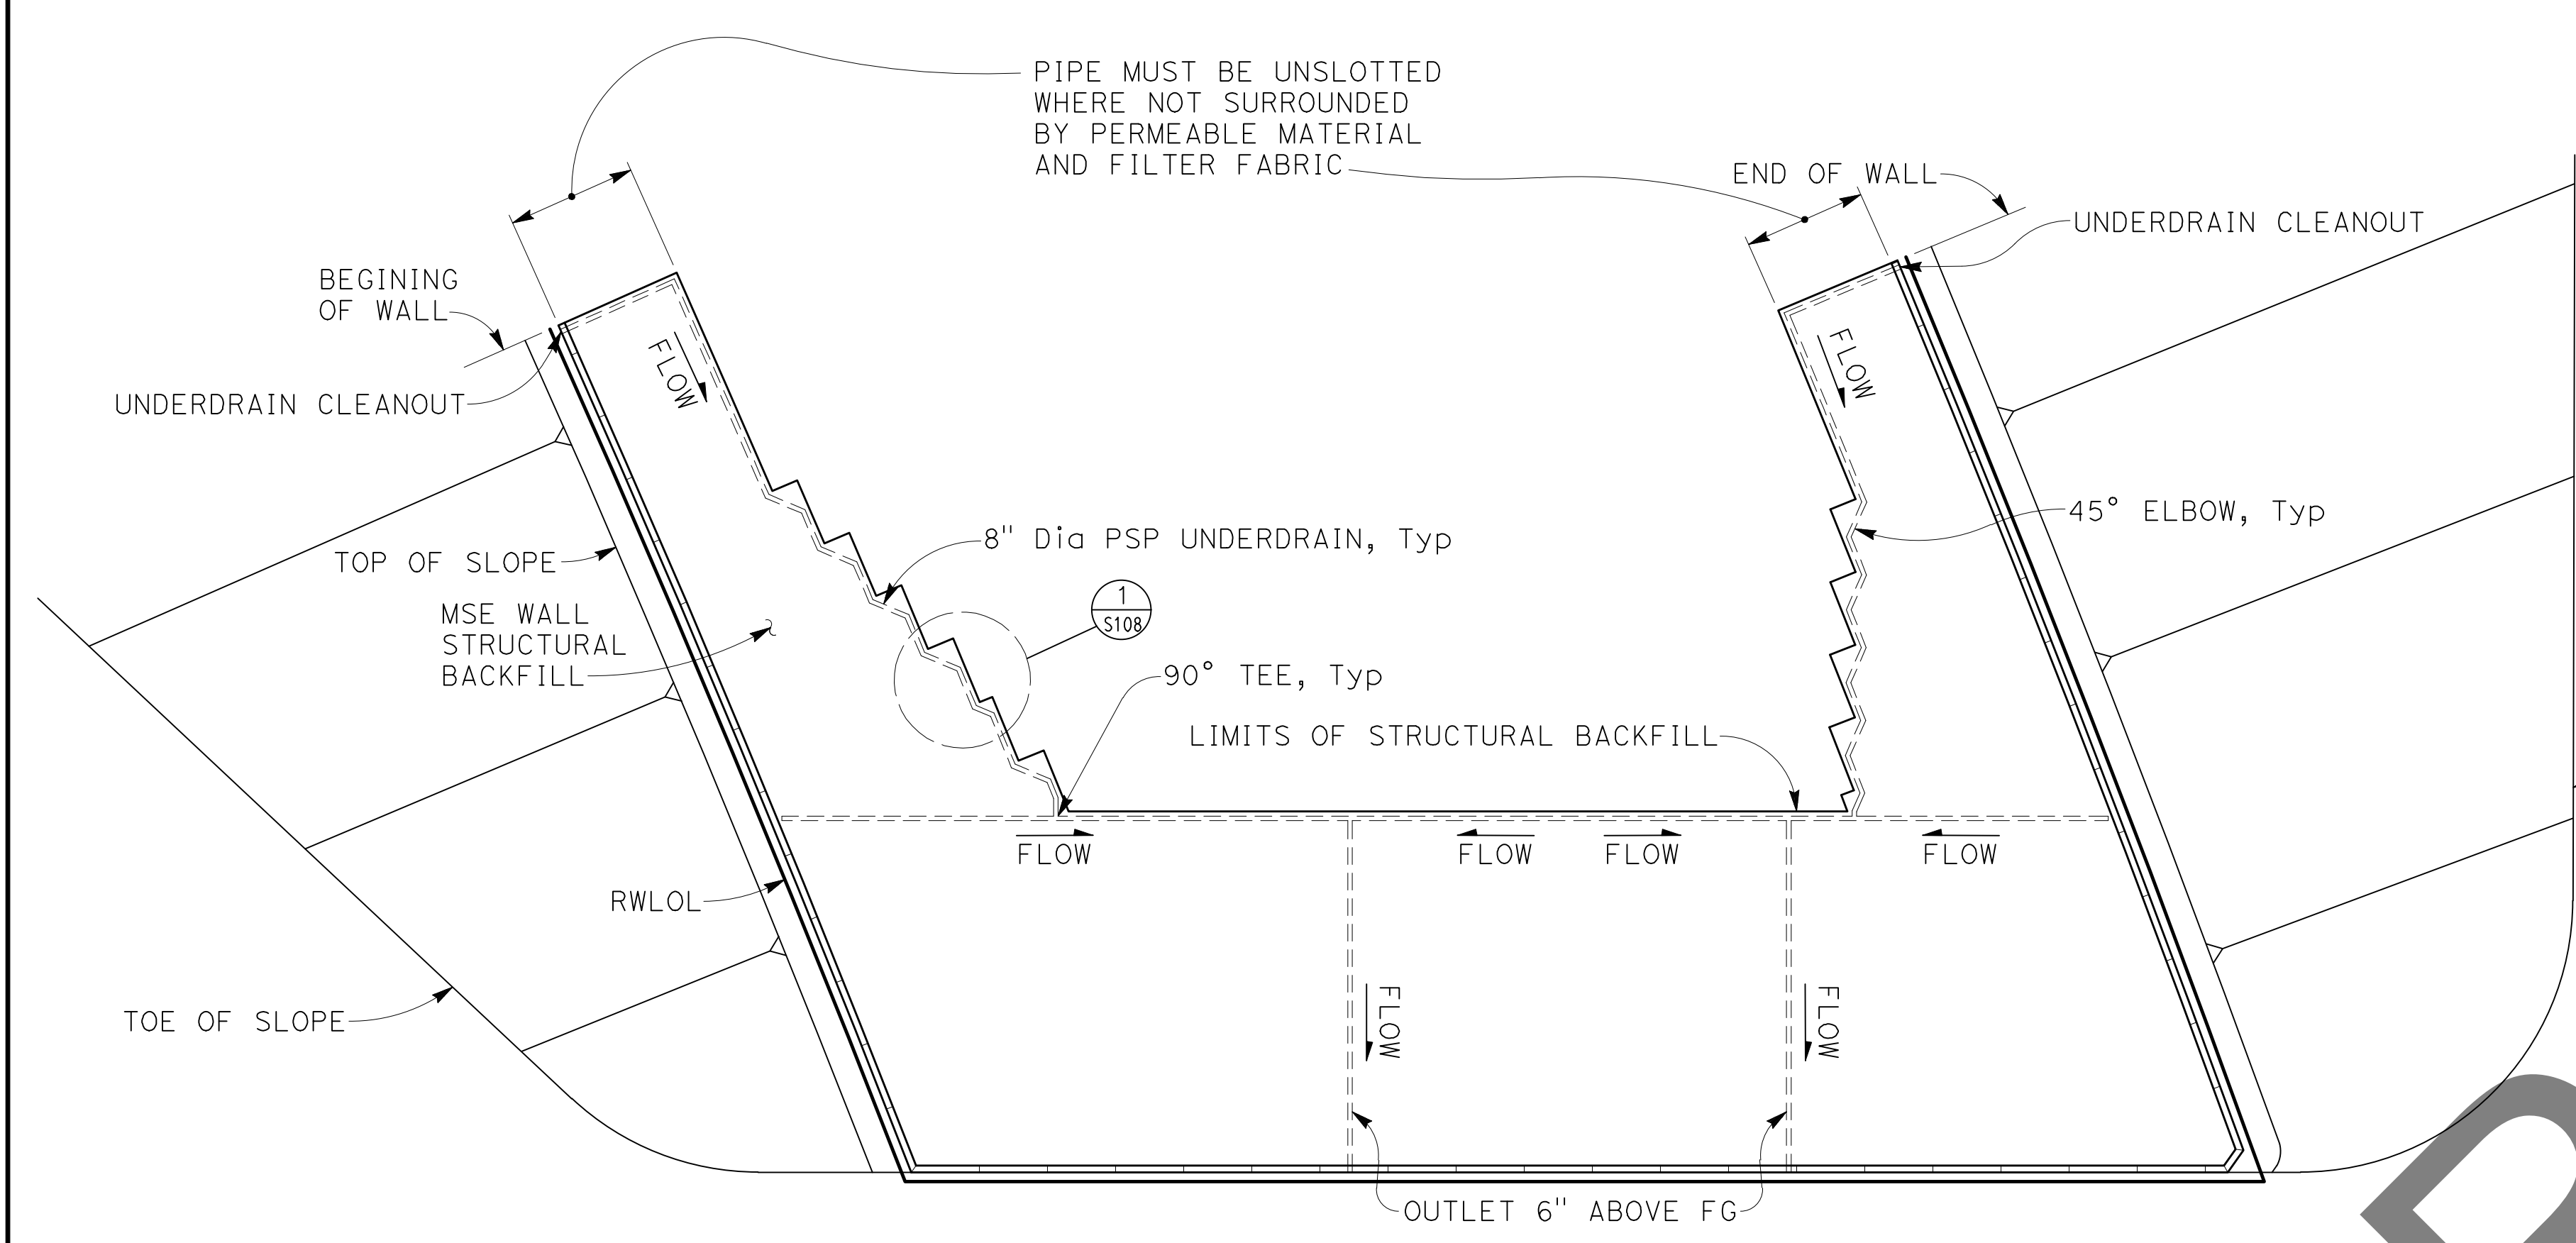 PIPE MUST BE UNSLOTTED
WHERE NOT SURROUNDED
BY PERMEABLE MATERIAL
AND FILTER FABRIC
END OF WALL
UNDERDRAIN CLEANOUT
BEGINING
OF WALL
UNDERDRAIN CLEANOUT
FLOW
FLOW
TOP OF SLOPE
8" Dia PSP UNDERDRAIN, Typ
45° ELBOW, Typ
MSE WALL
STRUCTURAL
BACKFILL
1
S108
90° TEE, Typ
LIMITS OF STRUCTURAL BACKFILL
FLOW
FLOW
FLOW
FLOW
RWLOL
TOE OF SLOPE
FLOW
FLOW
OUTLET 6" ABOVE FG